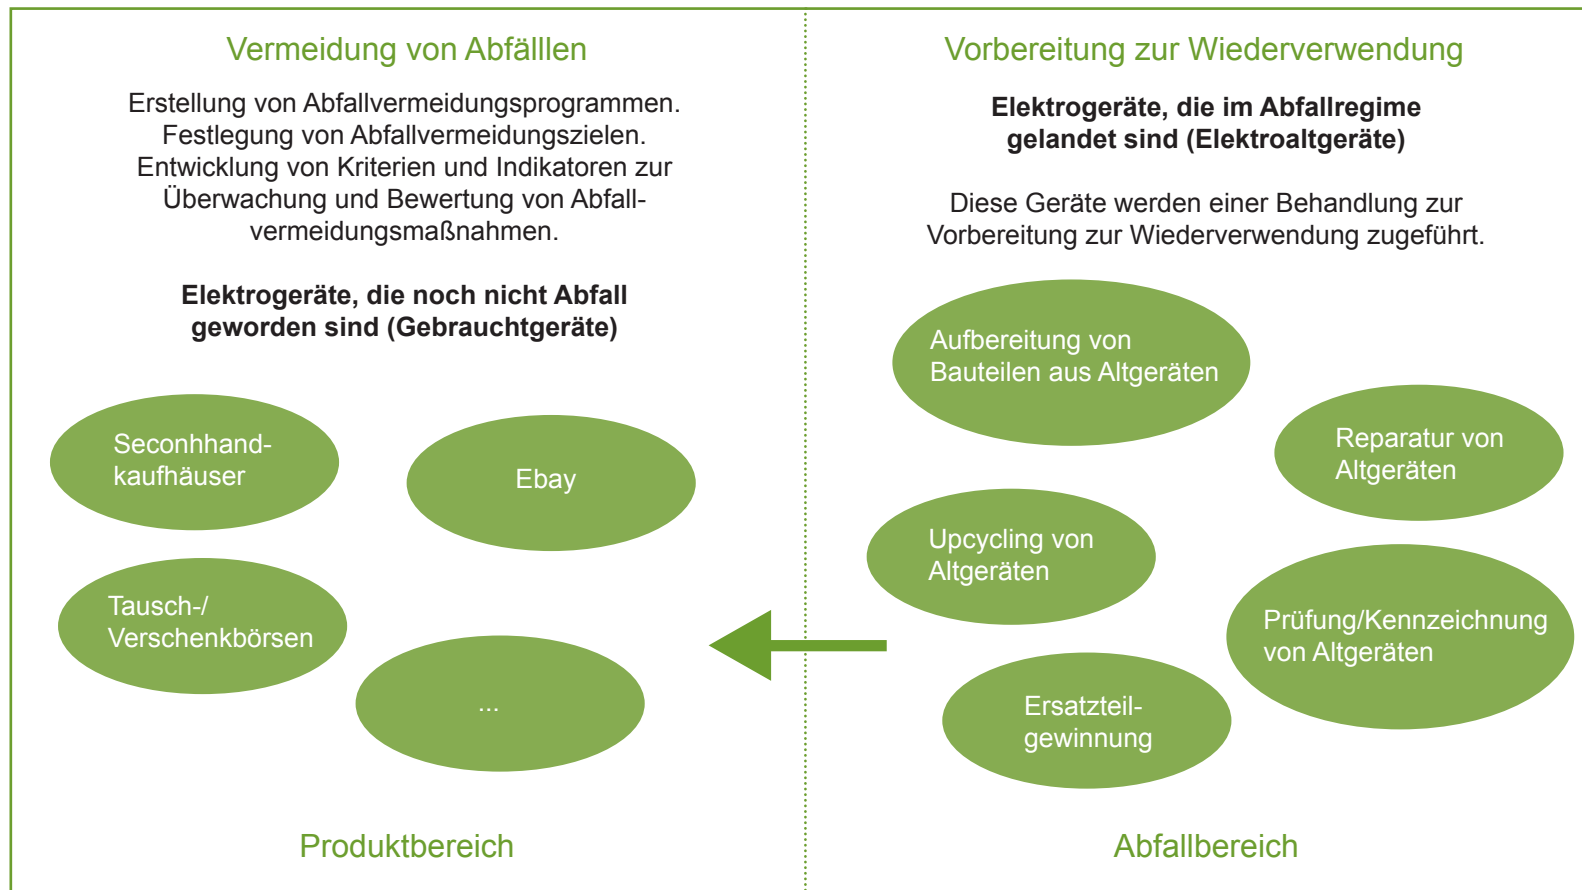 Vermeidung von Abfälllen
Erstellung von Abfallvermeidungsprogrammen.
Festlegung von Abfallvermeidungszielen.
Entwicklung von Kriterien und Indikatoren zur
Überwachung und Bewertung von Abfall-
vermeidungsmaßnahmen.
Elektrogeräte, die noch nicht Abfall
geworden sind (Gebrauchtgeräte)
Seconhhand-
kaufhäuser
Ebay
Tausch-/
Verschenkbörsen
...
Produktbereich
Vorbereitung zur Wiederverwendung
Elektrogeräte, die im Abfallregime
gelandet sind (Elektroaltgeräte)
Diese Geräte werden einer Behandlung zur
Vorbereitung zur Wiederverwendung zugeführt.
Aufbereitung von
Bauteilen aus Altgeräten
Reparatur von
Altgeräten
Upcycling von
Altgeräten
Prüfung/Kennzeichnung
von Altgeräten
Ersatzteil-
gewinnung
Abfallbereich